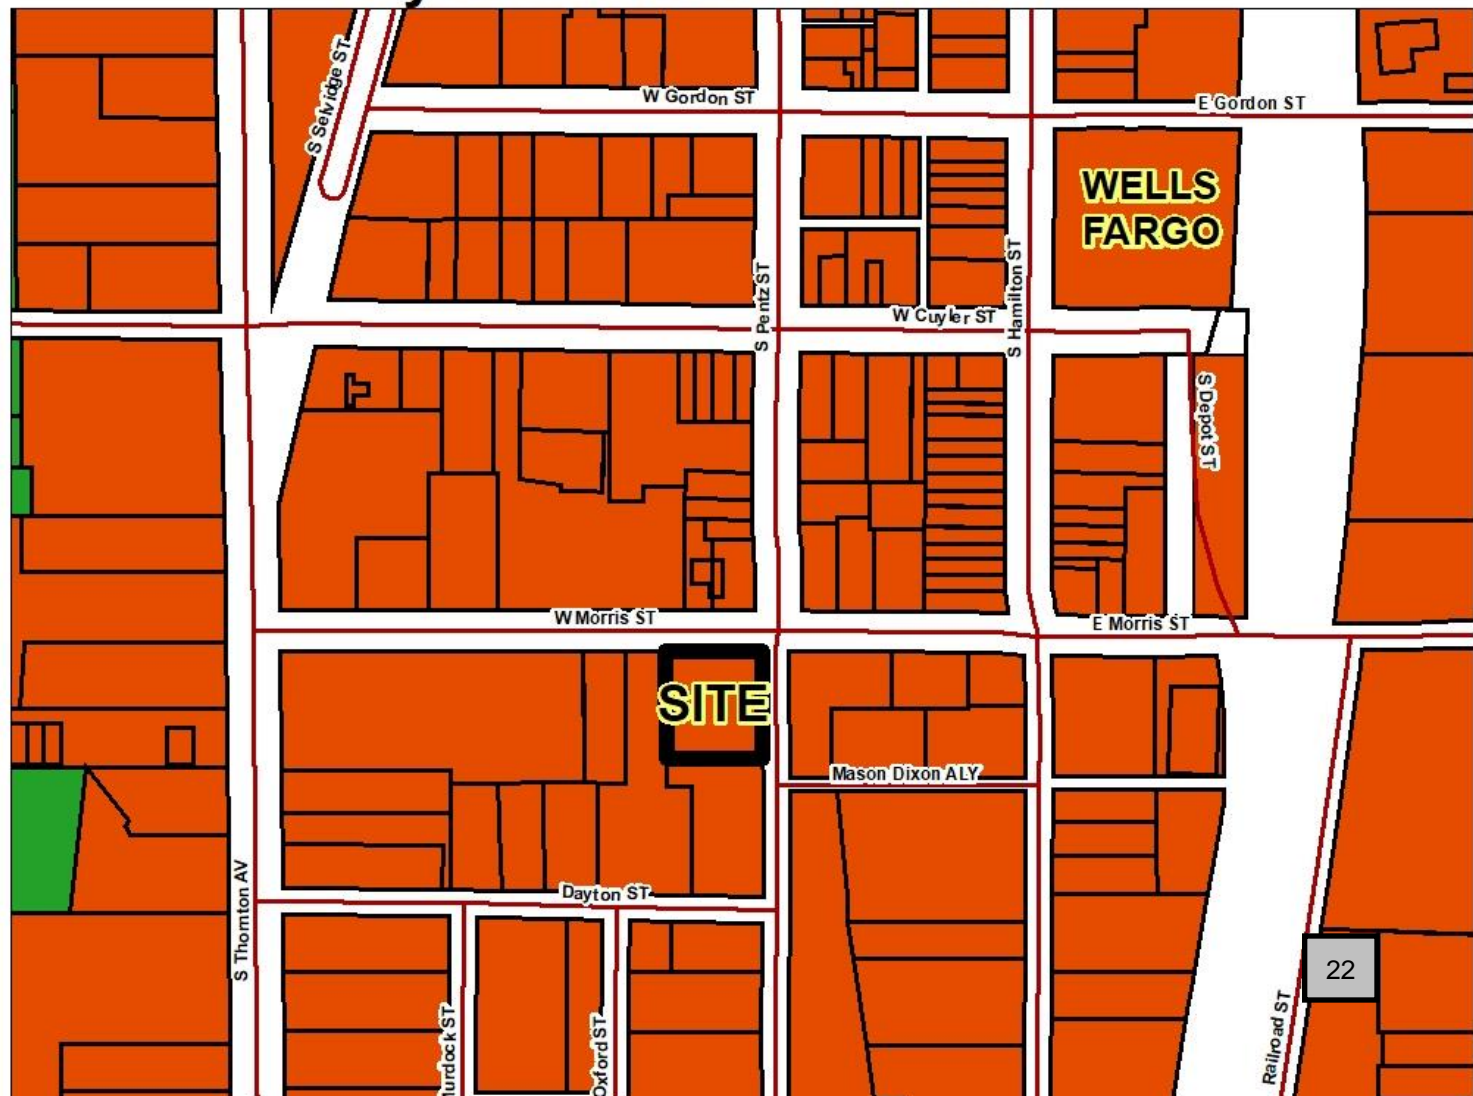 S Selvidge ST
W Gordon ST
E Gordon ST
WELLS
FARGO
S Pentz ST
S Hamilton ST
W Cuyler ST
S Depot ST
W Morris ST
E Morris ST
SITE
Mason Dixon ALY
S Thornton AV
Dayton ST
22
urdock ST
Oxford ST
Railroad ST